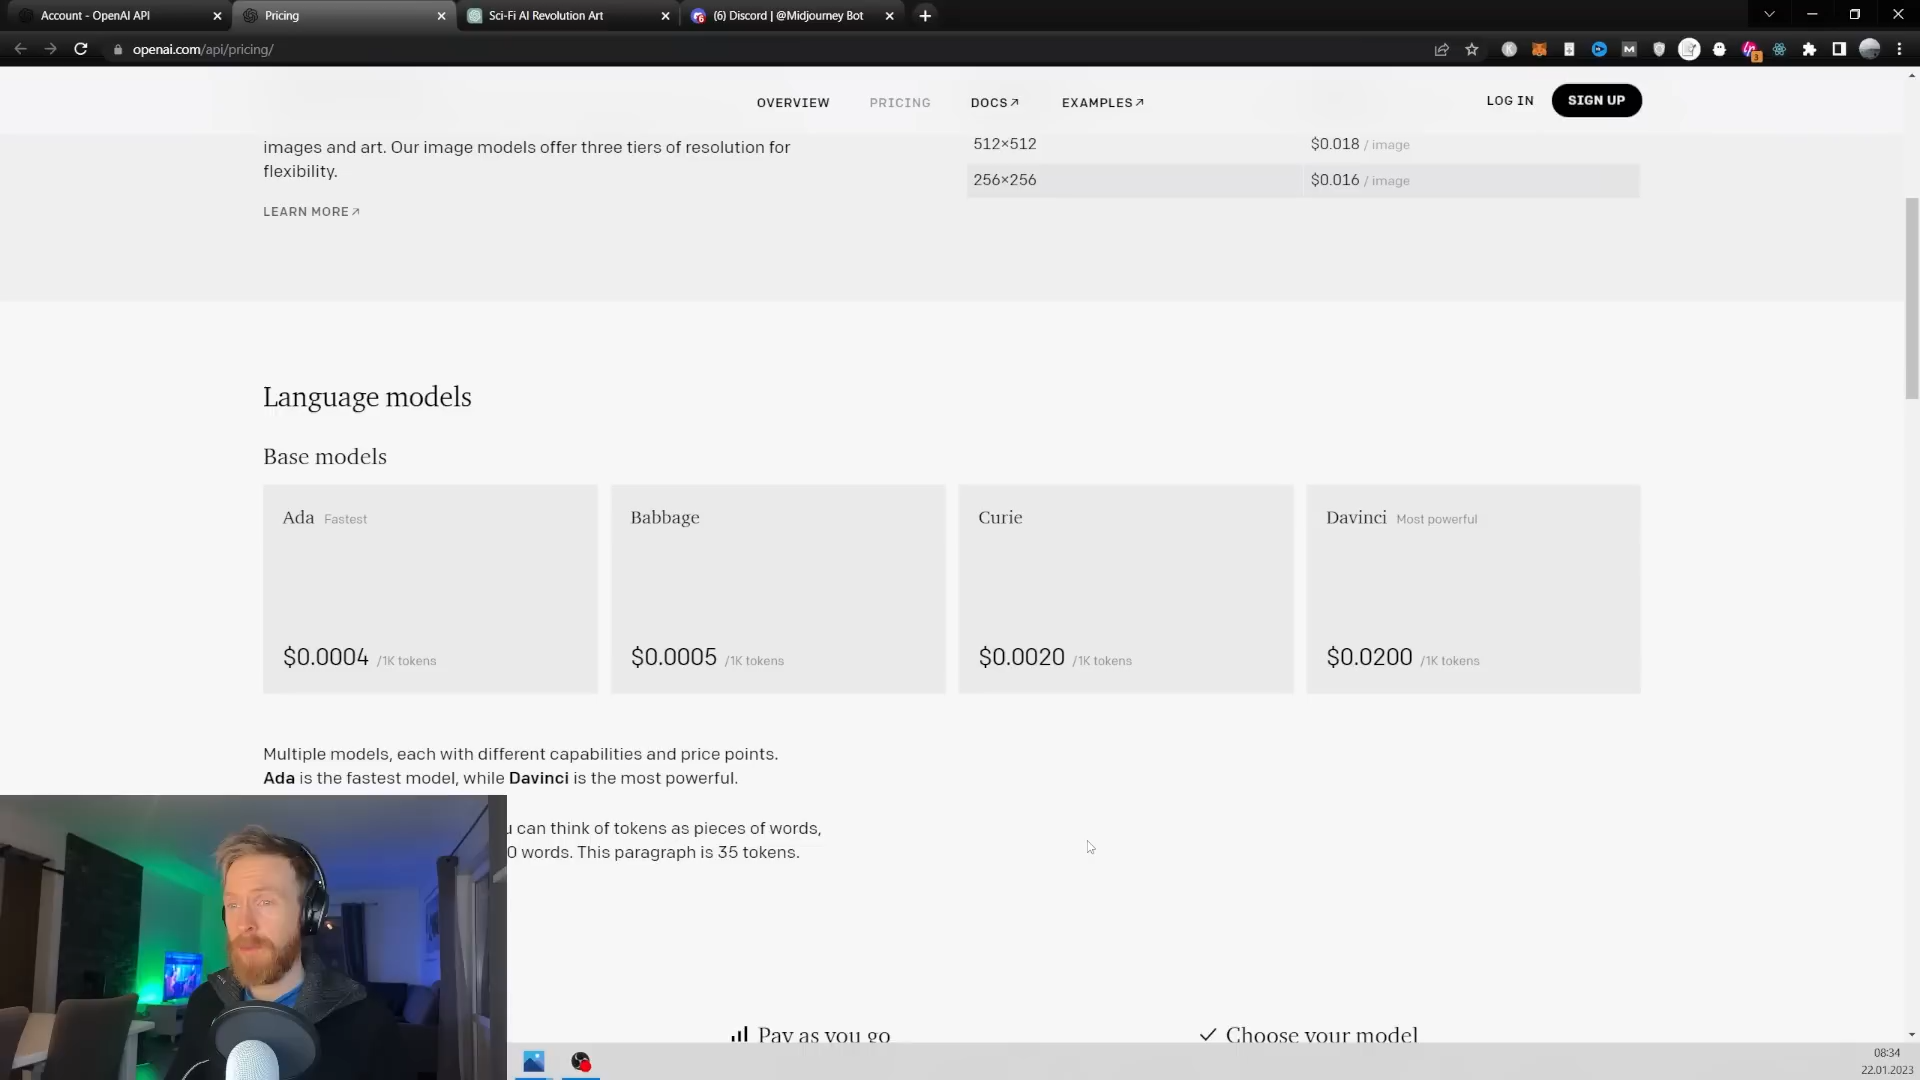 Account - OpenAI API
Pricing
Sci-Fi AI Revolution Art
(6) Discord | @Midjourney Bot
openai.com/api/pricing/
3
OVERVIEW
PRICING
DOCS↗
EXAMPLES↗
LOG IN
SIGN UP
images and art. Our image models offer three tiers of resolution for
flexibility.
LEARN MORE↗
512×512 $0.018 / image
256×256 $0.016 / image
Language models
Base models
Ada Fastest
$0.0004 /1K tokens
Babbage
$0.0005 /1K tokens
Curie
$0.0020 /1K tokens
Davinci Most powerful
$0.0200 /1K tokens
Multiple models, each with different capabilities and price points.
Ada is the fastest model, while Davinci is the most powerful.
can think of tokens as pieces of words,
0 words. This paragraph is 35 tokens.
Pay as you go
Choose your model
08:34
22.01.2023